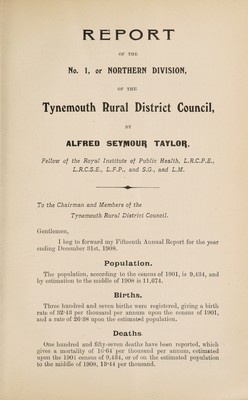 REPORT
OF THE
No. 1, or NORTHERN DIVISION,
OF THE
Tynemouth Rural District Council,
BY
ALFRED SEYMOUR TAYLOR,
Fellow of the Royal Institute of Public Health, L.R.C.P.E.,
L.R.C.S.E., L.F.P., and S.G., and L.M.
To the Chairman and Members of the
Tynemouth Rural District Council.
Gentlemen,
I beg to forward my Fifteenth Annual Report for the year
ending December 31st, 1908.
Population.
The population, according to the census of 1901, is 9,434, and
by estimation to the middle of 1908 is 11,674.
Births.
Three hundred and seven births were registered, giving a birth
rate of 32·43 per thousand per annum upon the census of 1901,
and a rate of 26·38 upon the estimated population.
Deaths
One hundred and fifty-seven deaths have been reported, which
gives a mortality of 16·64 per thousand per annum, estimated
upon the 1901 census of 9,434, or of on the estimated population
to the middle of 1908, 13·44 per thousand.